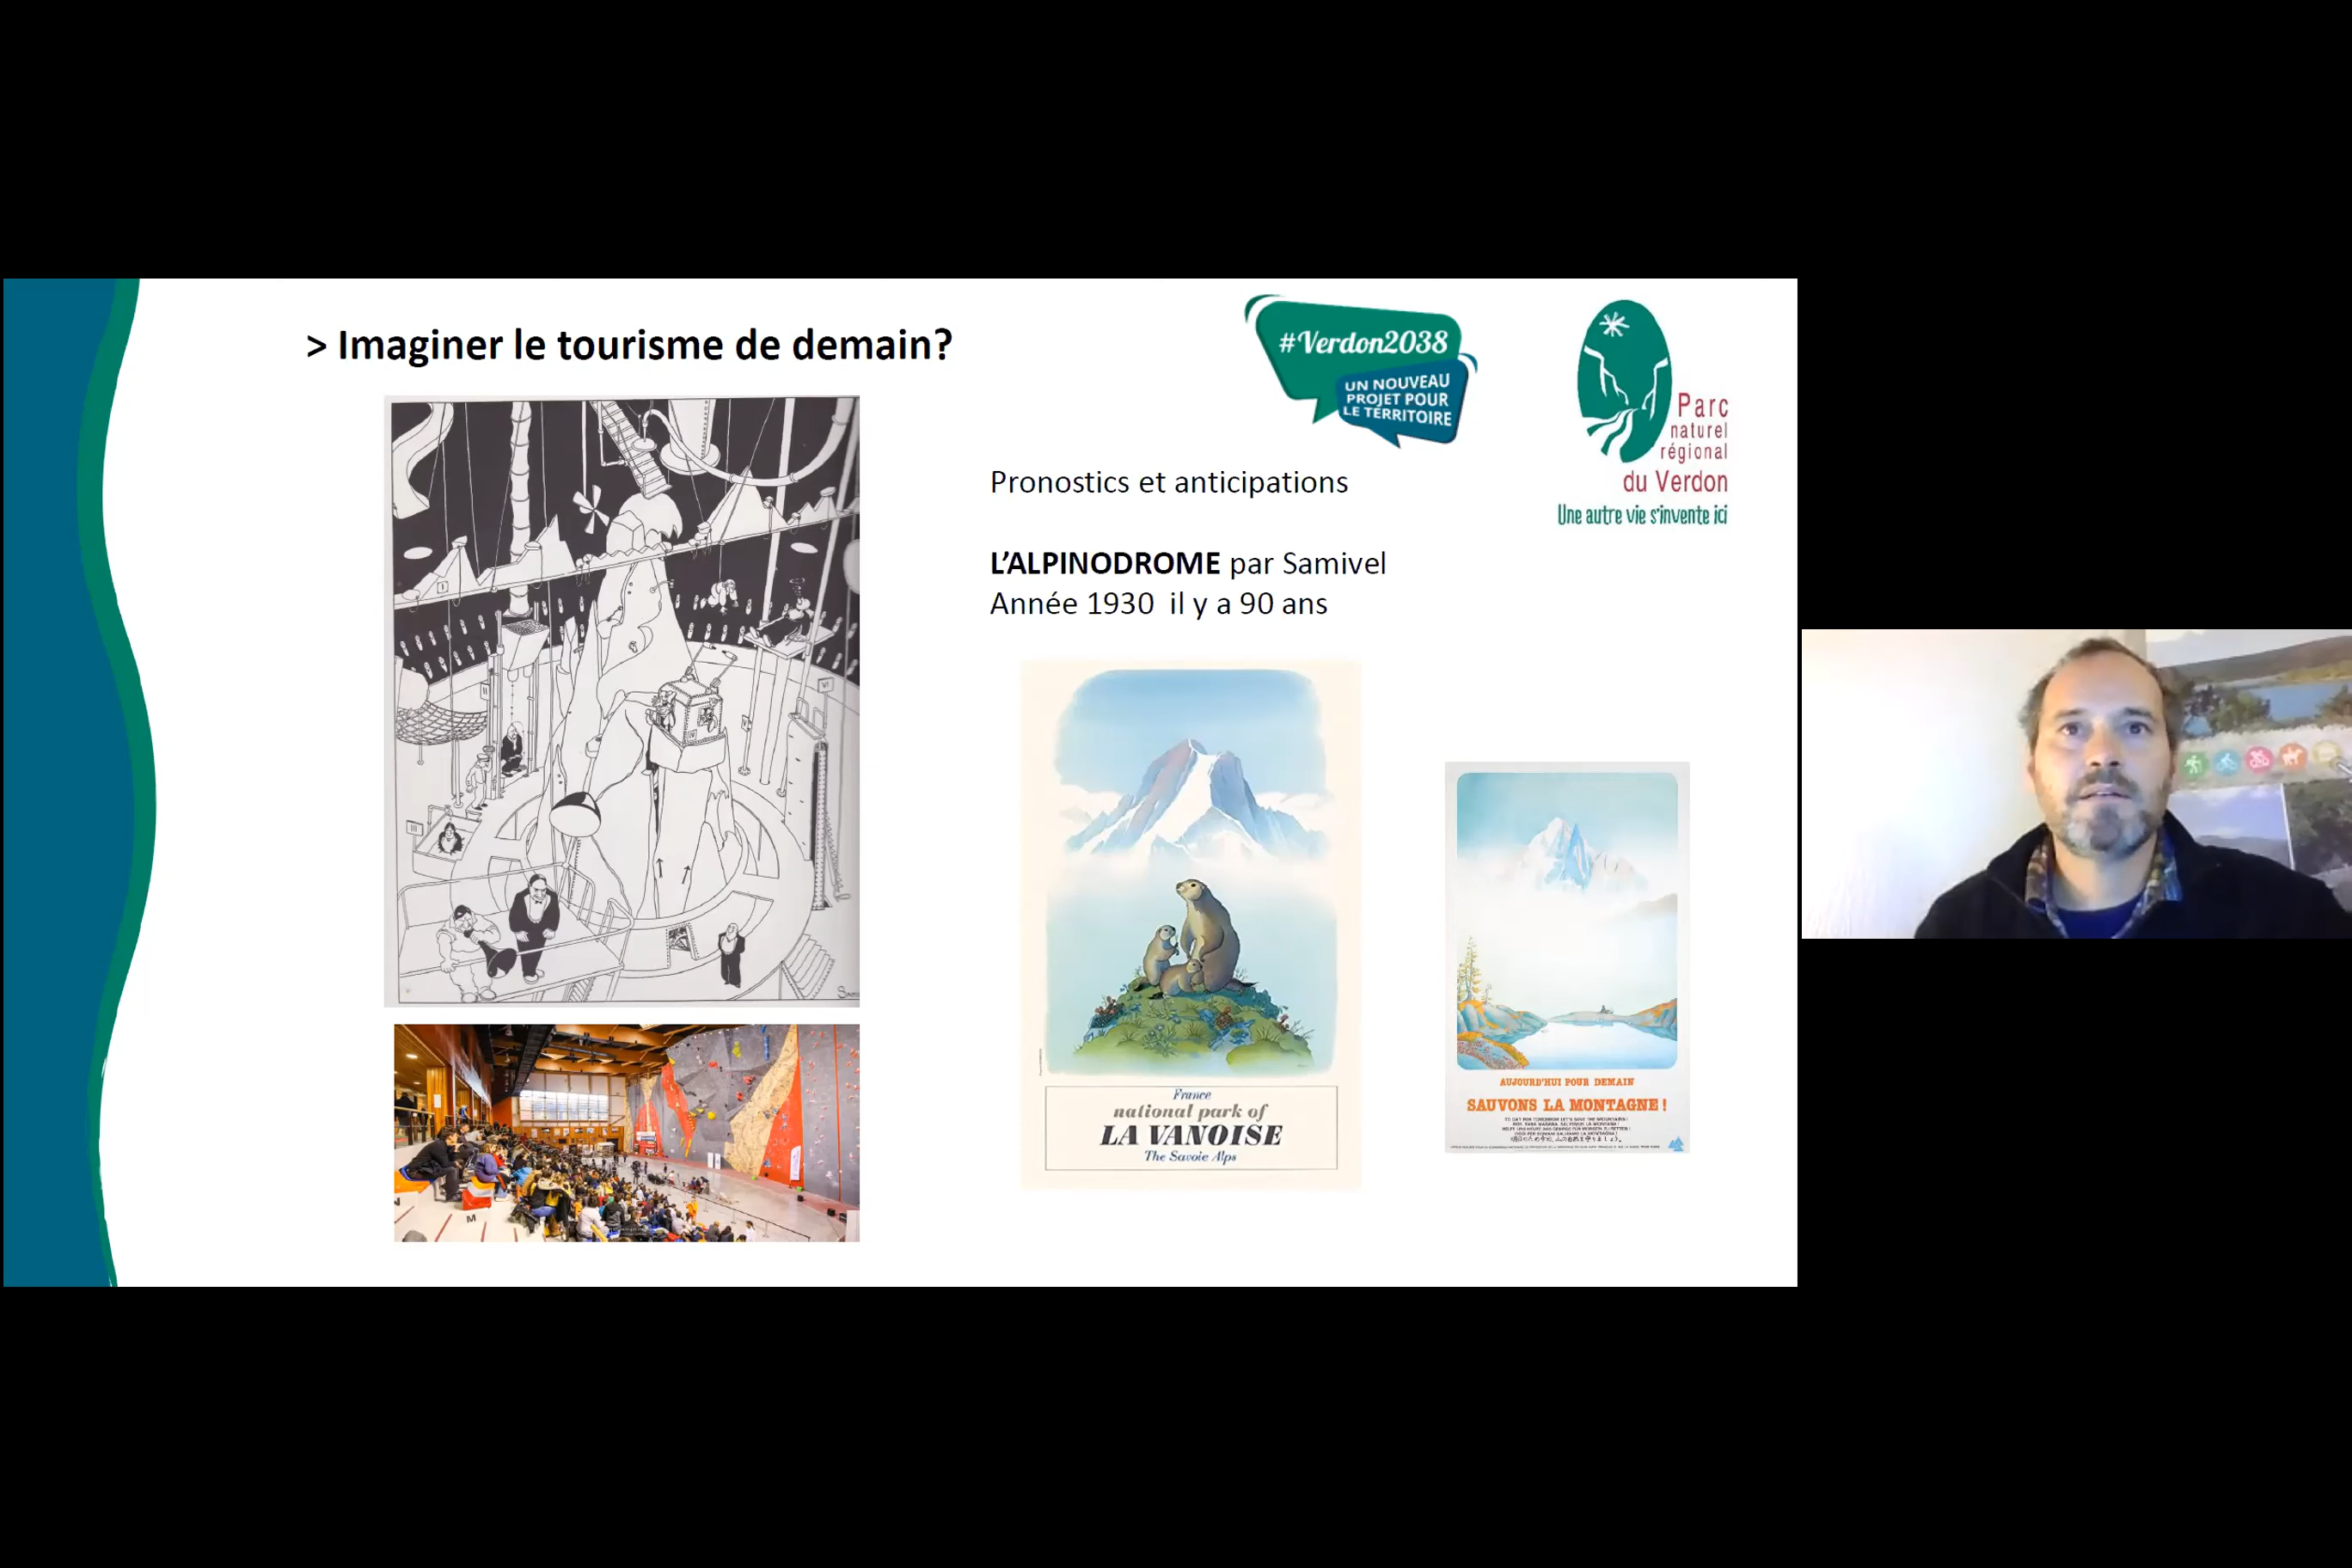 > Imaginer le tourisme de demain?
#Verdon2038
UN NOUVEAU
PROJET POUR
LE TERRITOIRE
Parc
naturel
régional
du Verdon
Une autre vie s'invente ici
Pronostics et anticipations
L'ALPINODROME par Samivel
Année 1930 il y a 90 ans
France
national park of
LA VANOISE
The Savoie Alps
AUJOURD'HUI POUR DEMAIN
SAUVONS LA MONTAGNE !
M